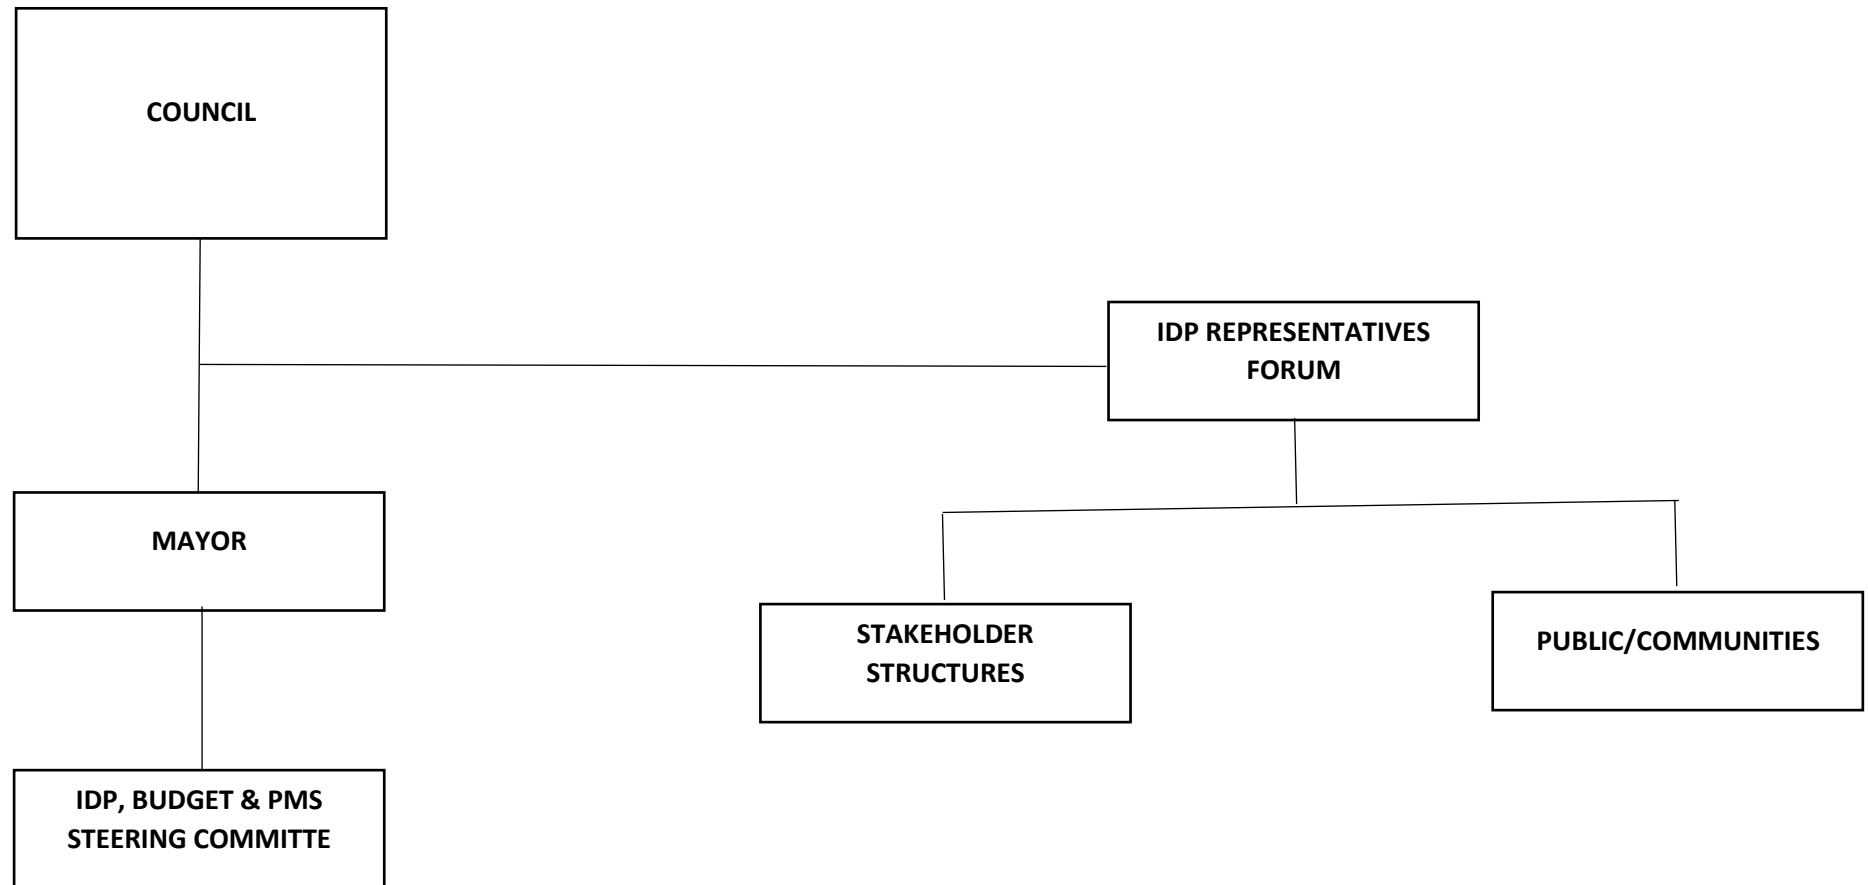 COUNCIL
IDP REPRESENTATIVES
FORUM
MAYOR
STAKEHOLDER
STRUCTURES
PUBLIC/COMMUNITIES
IDP, BUDGET & PMS
STEERING COMMITTE